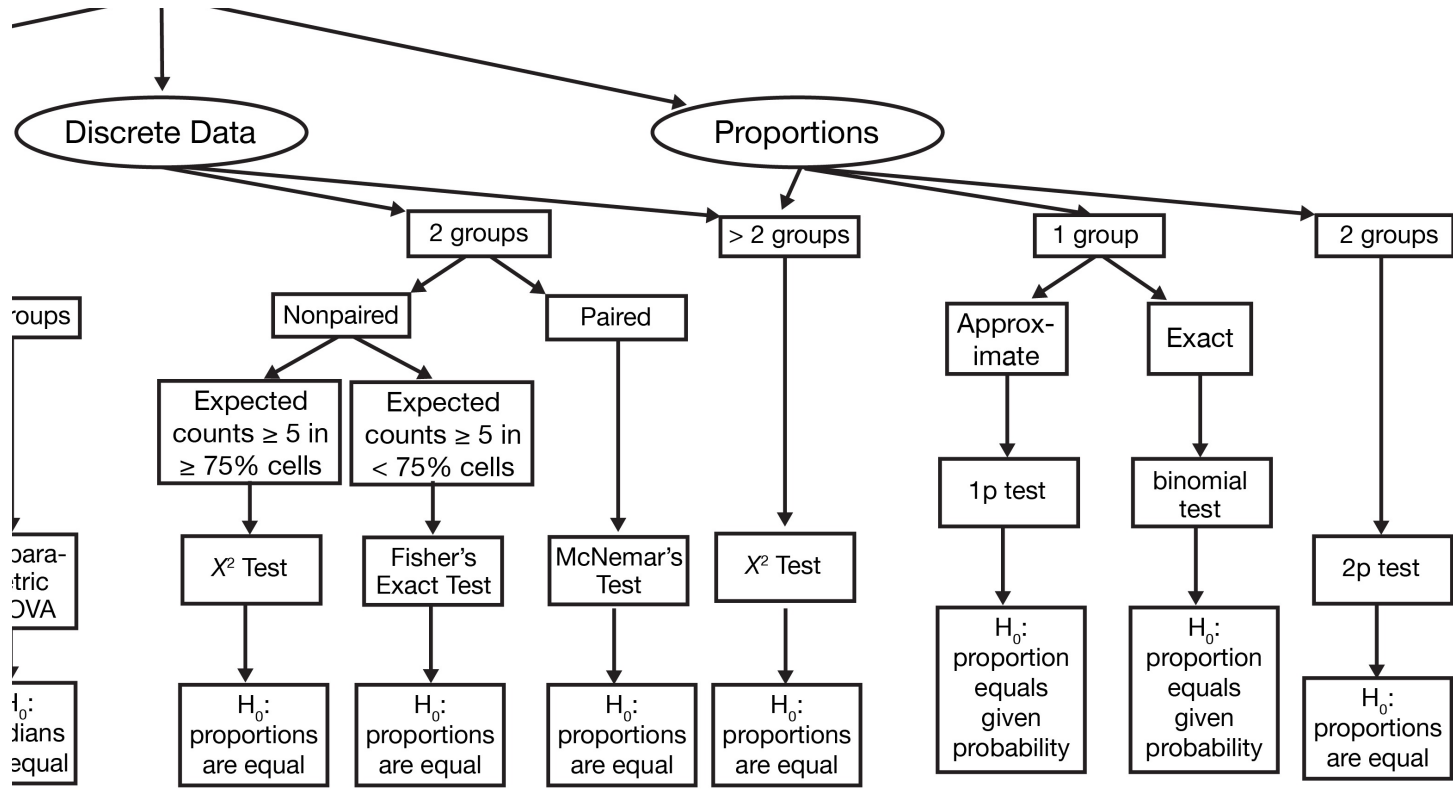 Discrete Data
Proportions
2 groups
> 2 groups
1 group
2 groups
roups
Nonpaired
Paired
Approx-
imate
Exact
Expected
counts ≥ 5 in
≥ 75% cells
Expected
counts ≥ 5 in
< 75% cells
1p test
binomial
test
para-
tric
OVA
X² Test
Fisher’s
Exact Test
McNemar’s
Test
X² Test
2p test
H₀:
dians
equal
H₀:
proportions
are equal
H₀:
proportions
are equal
H₀:
proportions
are equal
H₀:
proportions
are equal
H₀:
proportion
equals
given
probability
H₀:
proportion
equals
given
probability
H₀:
proportions
are equal